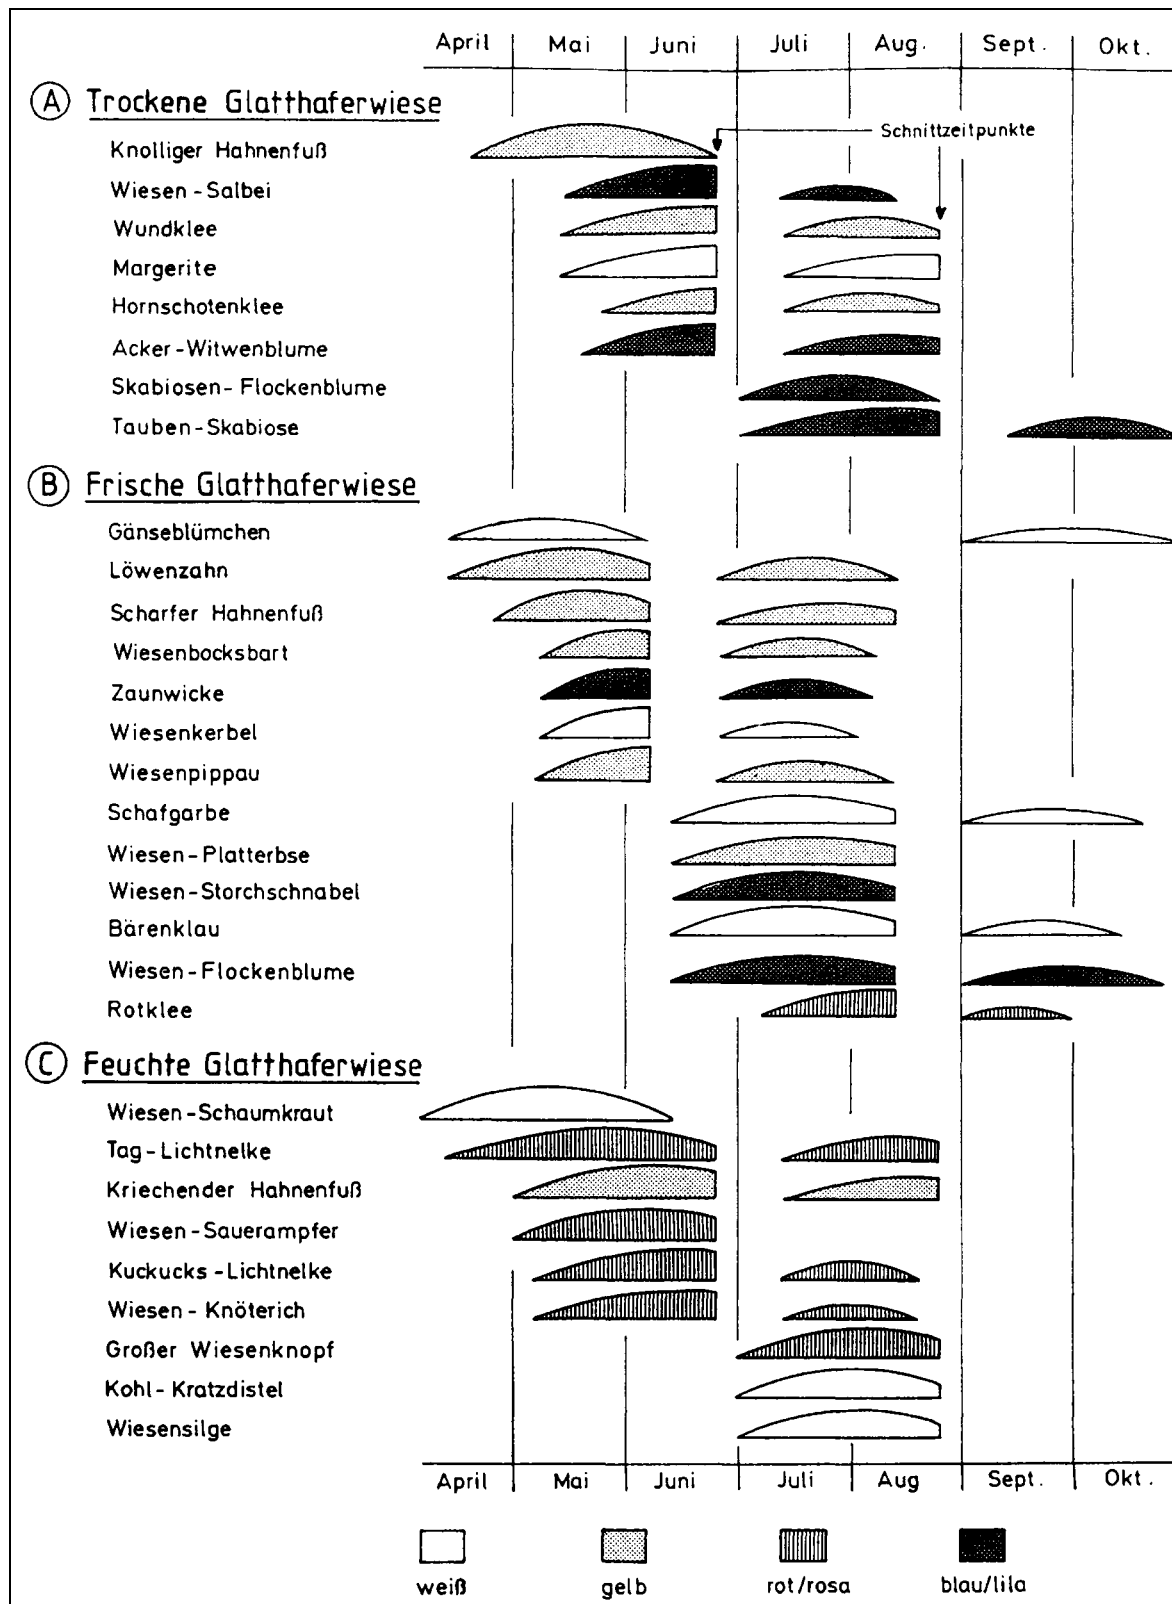 April Mai Juni Juli Aug. Sept. Okt.
A Trockene Glatthaferwiese
Schnittzeitpunkte
Knolliger Hahnenfuß
Wiesen-Salbei
Wundklee
Margerite
Hornschotenklee
Acker-Witwenblume
Skabiosen-Flockenblume
Tauben-Skabiose
B Frische Glatthaferwiese
Gänseblümchen
Löwenzahn
Scharfer Hahnenfuß
Wiesenbocksbart
Zaunwicke
Wiesenkerbel
Wiesenpippau
Schafgarbe
Wiesen-Platterbse
Wiesen-Storchschnabel
Bärenklau
Wiesen-Flockenblume
Rotklee
C Feuchte Glatthaferwiese
Wiesen-Schaumkraut
Tag-Lichtnelke
Kriechender Hahnenfuß
Wiesen-Sauerampfer
Kuckucks-Lichtnelke
Wiesen-Knöterich
Großer Wiesenknopf
Kohl-Kratzdistel
Wiesensilge
April Mai Juni Juli Aug Sept. Okt.
weiß gelb rot/rosa blau/lila